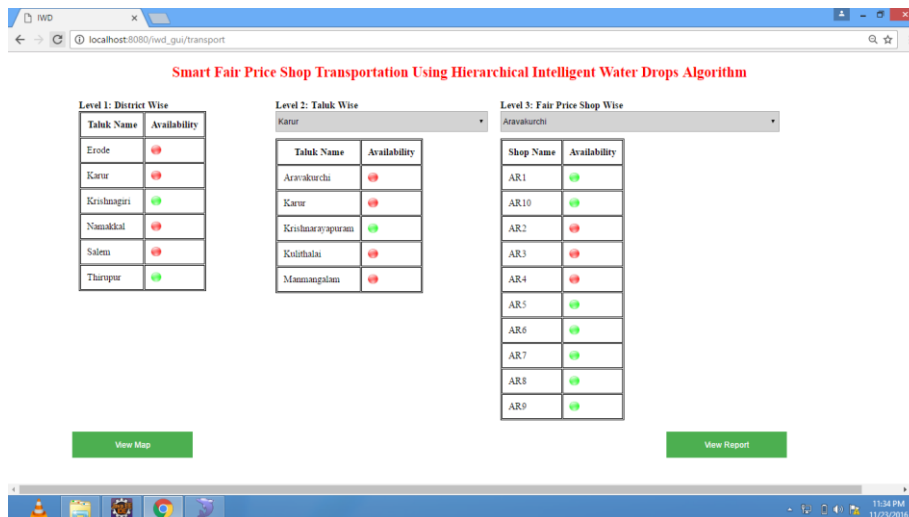 IWD
localhost:8080/iwd_gui/transport
Smart Fair Price Shop Transportation Using Hierarchical Intelligent Water Drops Algorithm
Level 1: District Wise
Taluk Name Availability
Erode
Karur
Krishnagiri
Namakkal
Salem
Thirupur
Level 2: Taluk Wise
Karur
Taluk Name Availability
Aravakurchi
Karur
Krishnarayapuram
Kulithalai
Manmangalam
Level 3: Fair Price Shop Wise
Aravakurchi
Shop Name Availability
AR1
AR10
AR2
AR3
AR4
AR5
AR6
AR7
AR8
AR9
View Map
View Report
11:34 PM
11/23/2016